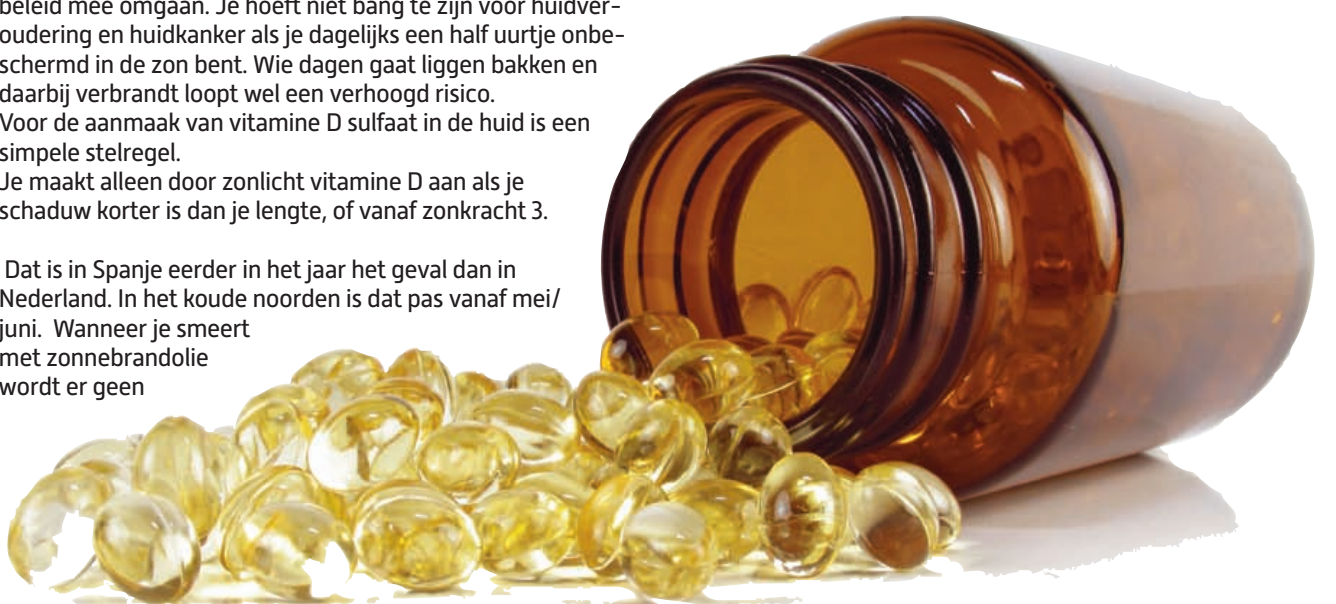 beleid mee omgaan. Je hoeft niet bang te zijn voor huidver-
oudering en huidkanker als je dagelijks een half uurtje onbe-
schermd in de zon bent. Wie dagen gaat liggen bakken en
daarbij verbrandt loopt wel een verhoogd risico.
Voor de aanmaak van vitamine D sulfaat in de huid is een
simpele stelregel.
Je maakt alleen door zonlicht vitamine D aan als je
schaduw korter is dan je lengte, of vanaf zonkracht 3.
Dat is in Spanje eerder in het jaar het geval dan in
Nederland. In het koude noorden is dat pas vanaf mei/
juni. Wanneer je smeert
met zonnebrandolie
wordt er geen